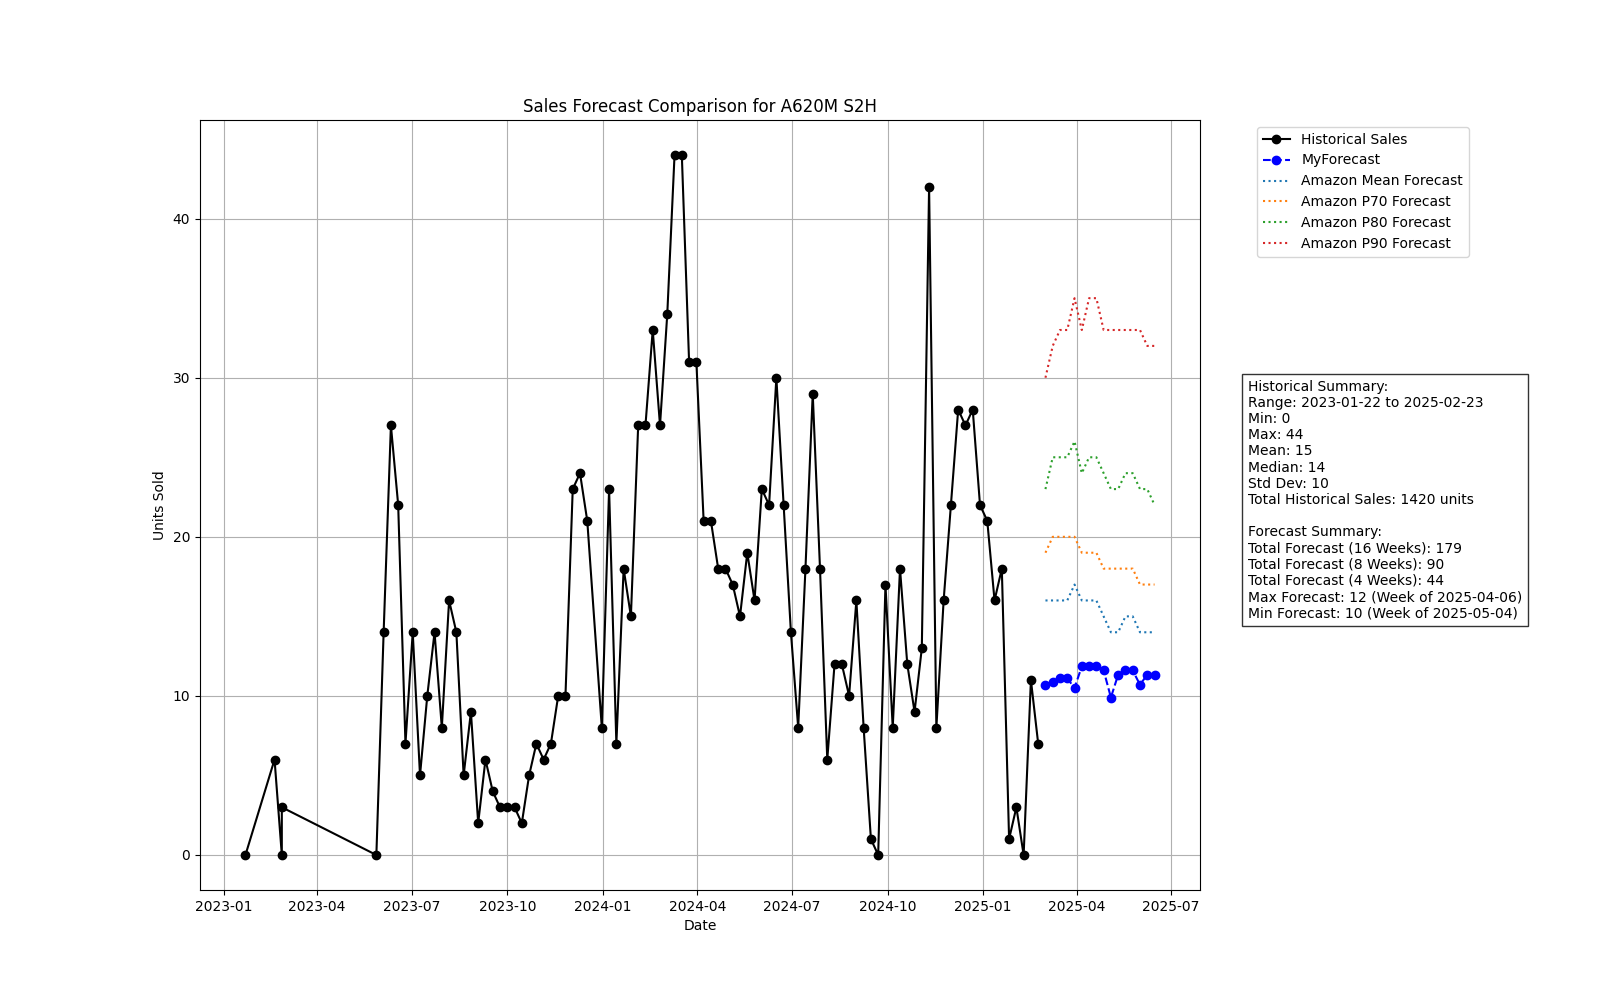 Sales Forecast Comparison for A620M S2H
Historical Sales
MyForecast
Amazon Mean Forecast
Amazon P70 Forecast
Amazon P80 Forecast
Amazon P90 Forecast
Units Sold
40
30
20
10
0
2023-01
2023-04
2023-07
2023-10
2024-01
2024-04
2024-07
2024-10
2025-01
2025-04
2025-07
Date
Historical Summary:
Range: 2023-01-22 to 2025-02-23
Min: 0
Max: 44
Mean: 15
Median: 14
Std Dev: 10
Total Historical Sales: 1420 units
Forecast Summary:
Total Forecast (16 Weeks): 179
Total Forecast (8 Weeks): 90
Total Forecast (4 Weeks): 44
Max Forecast: 12 (Week of 2025-04-06)
Min Forecast: 10 (Week of 2025-05-04)